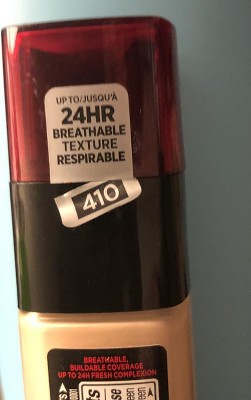 UP TO/JUSQU'À
24HR
BREATHABLE
TEXTURE
RESPIRABLE
410
BREATHABLE,
BUILDABLE COVERAGE
UP TO 24H FRESH COMPLEXION